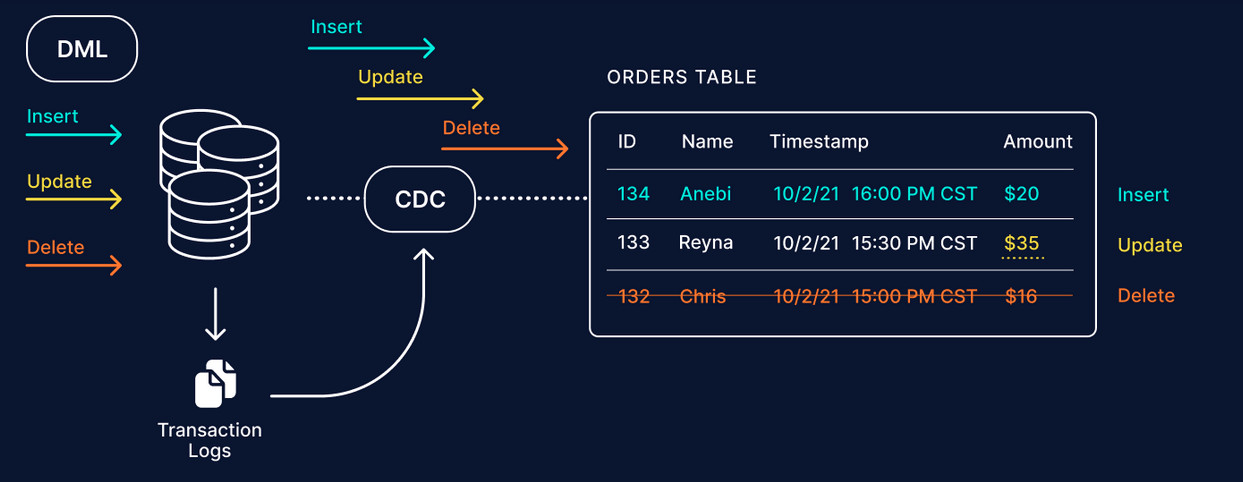 DML
Insert
Update
Delete
Transaction
Logs
Insert
Update
Delete
CDC
ORDERS TABLE
ID Name Timestamp Amount
134 Anebi 10/2/21 16:00 PM CST $20 Insert
133 Reyna 10/2/21 15:30 PM CST $35 Update
132 Chris 10/2/21 15:00 PM CST $16 Delete